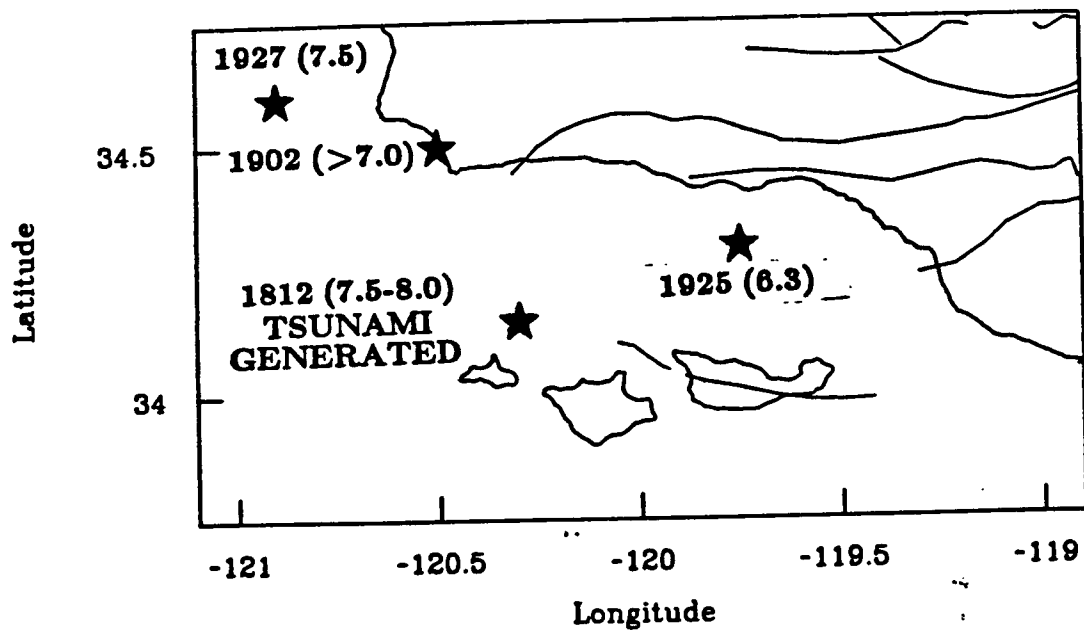 1927 (7.5)
34.5
1902 (>7.0)
1925 (6.3)
1812 (7.5-8.0)
TSUNAMI
GENERATED
Latitude
34
-121
-120.5
-120
-119.5
-119
Longitude